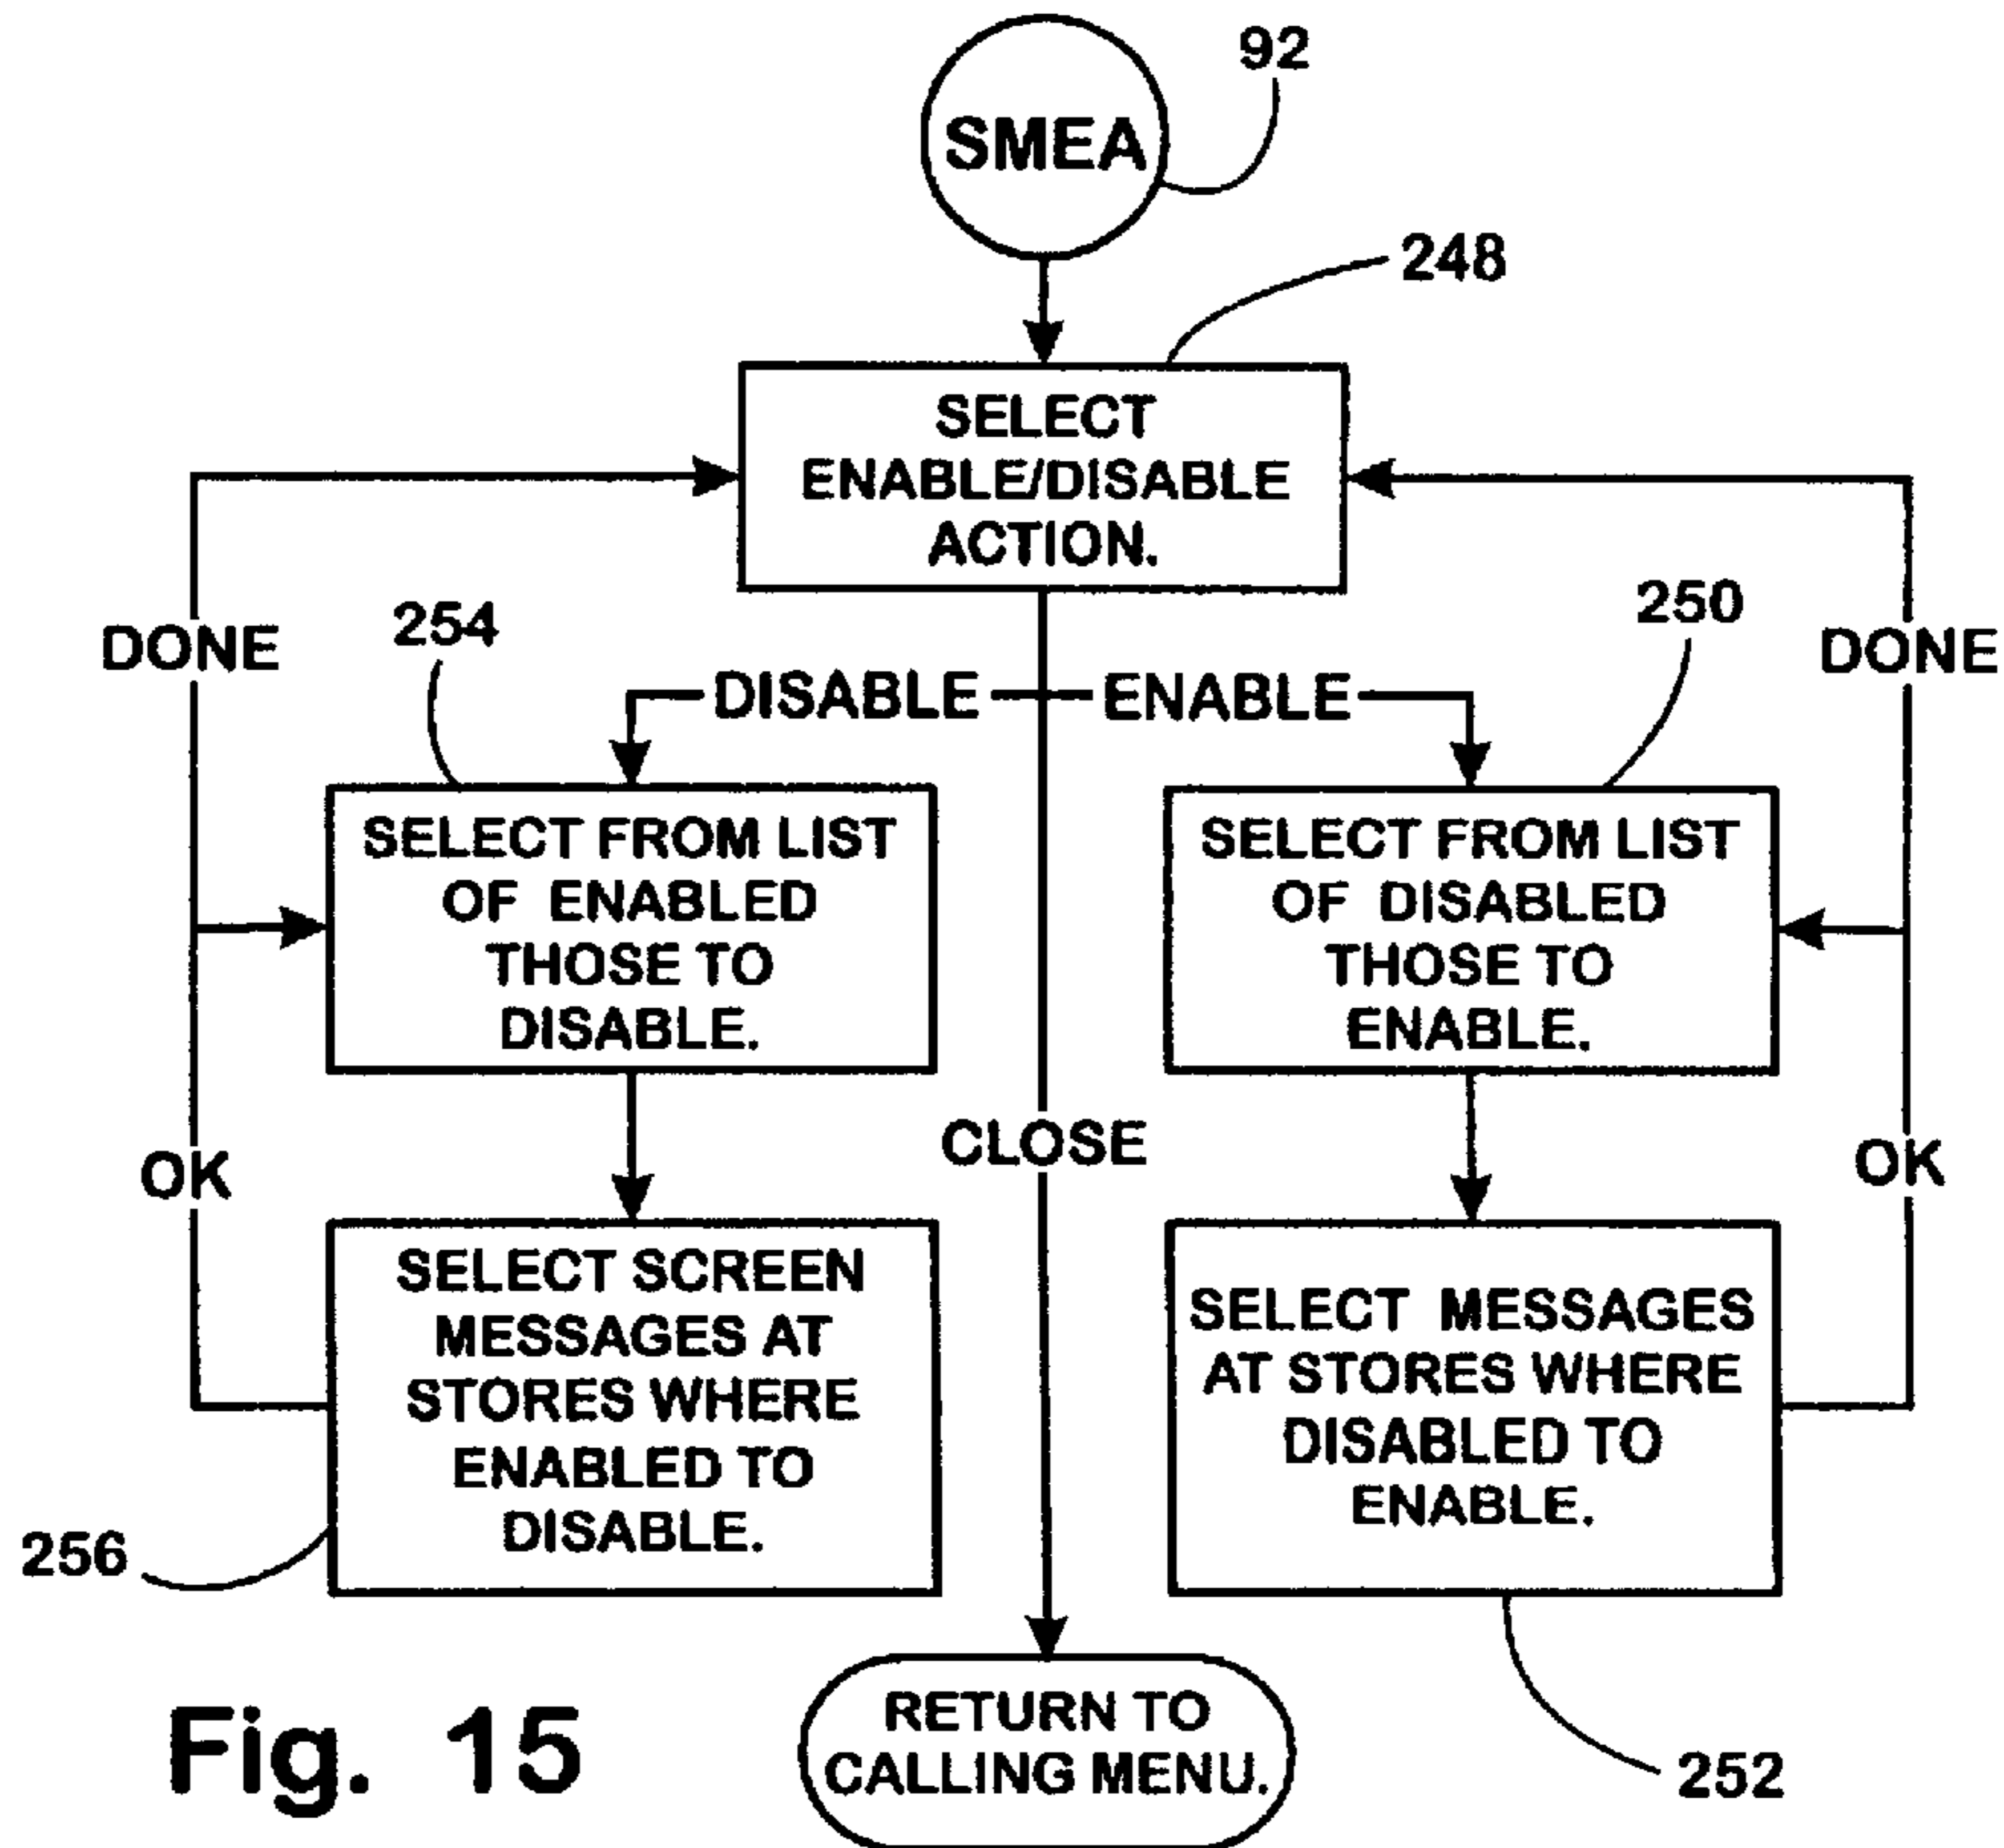 92
SMEA
248
SELECT
ENABLE/DISABLE
ACTION.
254
250
DONE
DONE
DISABLE
ENABLE
SELECT FROM LIST
OF ENABLED
THOSE TO
DISABLE.
SELECT FROM LIST
OF DISABLED
THOSE TO
ENABLE.
OK
CLOSE
OK
SELECT SCREEN
MESSAGES AT
STORES WHERE
ENABLED TO
DISABLE.
SELECT MESSAGES
AT STORES WHERE
DISABLED TO
ENABLE.
256
252
RETURN TO
CALLING MENU.
Fig. 15